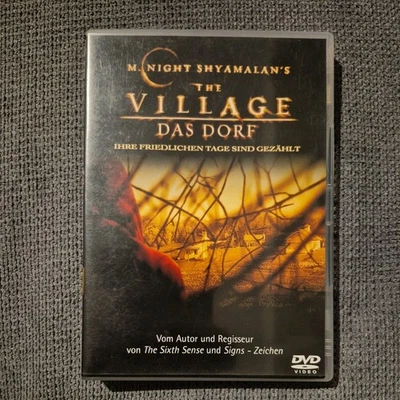 M. NIGHT SHYAMALAN'S
THE
VILLAGE
DAS DORF
IHRE FRIEDLICHEN TAGE SIND GEZÄHLT
Vom Autor und Regisseur
von The Sixth Sense und Signs - Zeichen
DVD
VIDEO